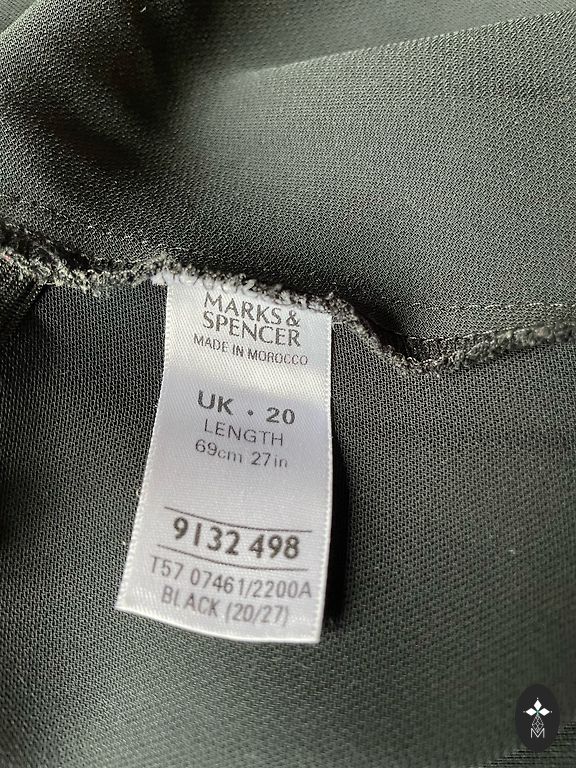 MARKS &
SPENCER
MADE IN MOROCCO
UK · 20
LENGTH
69cm 27in
9132 498
T57 07461/2200A
BLACK (20/27)
M